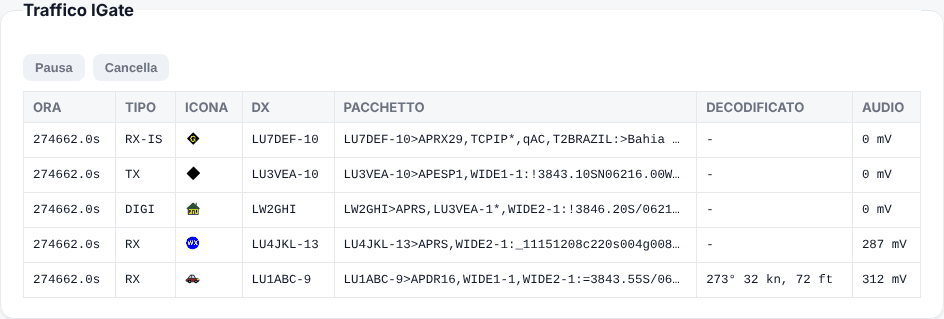 Traffico IGate
Pausa Cancella
ORA TIPO ICONA DX PACCHETTO DECODIFICATO AUDIO
274662.0s RX-IS G LU7DEF-10 LU7DEF-10>APRX29,TCPIP*,qAC,T2BRAZIL:>Bahia … - 0 mV
274662.0s TX LU3VEA-10 LU3VEA-10>APESP1,WIDE1-1:!3843.10SN06216.00W… - 0 mV
274662.0s DIGI LW2GHI LW2GHI>APRS,LU3VEA-1*,WIDE2-1:!3846.20S/0621… - 0 mV
274662.0s RX WX LU4JKL-13 LU4JKL-13>APRS,WIDE2-1:_11151208c220s004g008… - 287 mV
274662.0s RX LU1ABC-9 LU1ABC-9>APDR16,WIDE1-1,WIDE2-1:=3843.55S/06… 273° 32 kn, 72 ft 312 mV